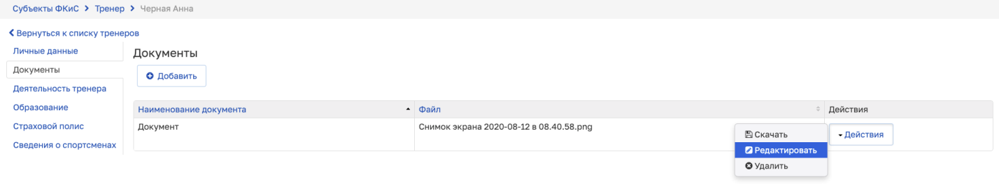 Субъекты ФКиС > Тренер > Черная Анна
Вернуться к списку тренеров
Личные данные
Документы
Деятельность тренера
Образование
Страховой полис
Сведения о спортсменах
Документы
Добавить
Наименование документа Файл Действия
Документ Снимок экрана 2020-08-12 в 08.40.58.png Действия
Скачать
Редактировать
Удалить